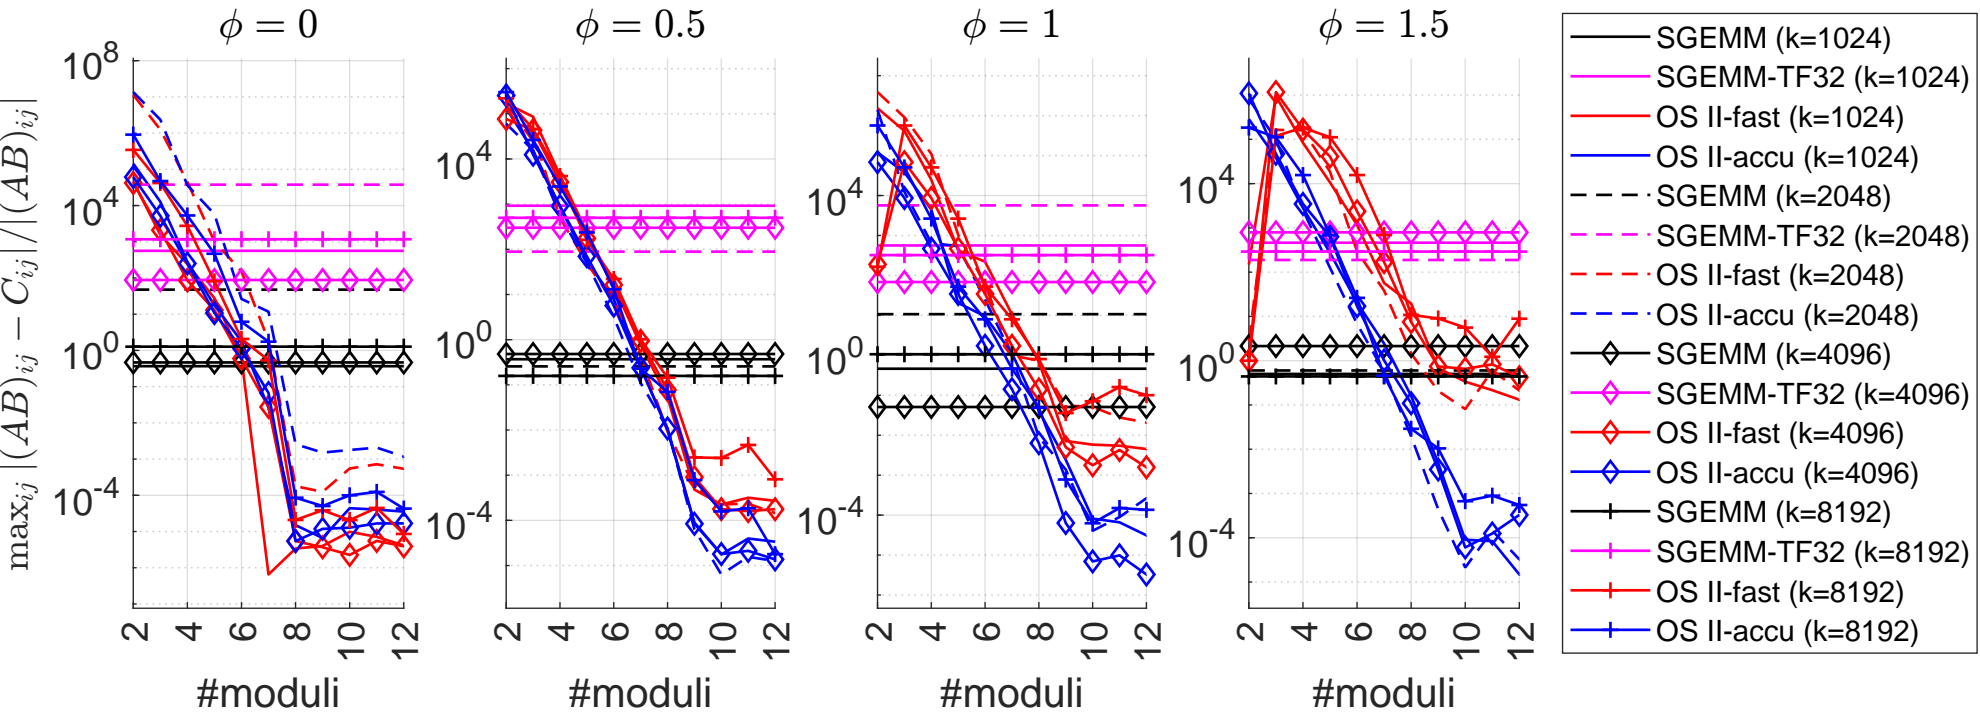 ϕ = 0
ϕ = 0.5
ϕ = 1
ϕ = 1.5
max_{ij} |(AB)_{ij} − C_{ij}|/|(AB)_{ij}|
10^8
10^4
10^0
10^{-4}
2 4 6 8 10 12
#moduli
10^4
10^0
10^{-4}
2 4 6 8 10 12
#moduli
10^4
10^0
10^{-4}
2 4 6 8 10 12
#moduli
10^4
10^0
10^{-4}
2 4 6 8 10 12
#moduli
SGEMM (k=1024)
SGEMM-TF32 (k=1024)
OS II-fast (k=1024)
OS II-accu (k=1024)
SGEMM (k=2048)
SGEMM-TF32 (k=2048)
OS II-fast (k=2048)
OS II-accu (k=2048)
SGEMM (k=4096)
SGEMM-TF32 (k=4096)
OS II-fast (k=4096)
OS II-accu (k=4096)
SGEMM (k=8192)
SGEMM-TF32 (k=8192)
OS II-fast (k=8192)
OS II-accu (k=8192)